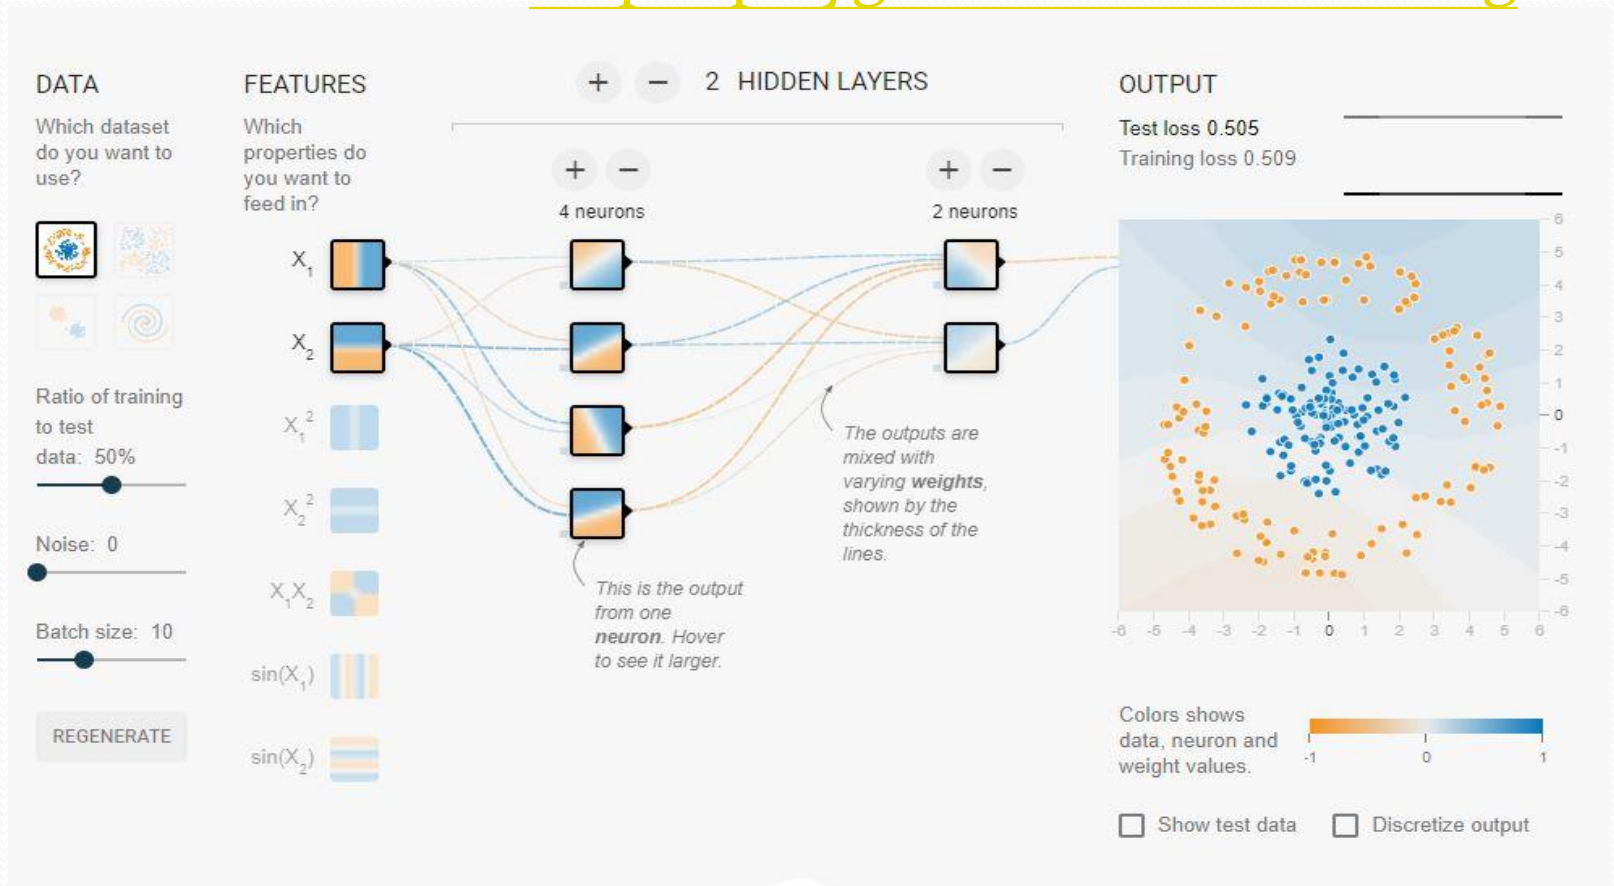 DATA
Which dataset
do you want to
use?
Ratio of training
to test
data: 50%
Noise: 0
Batch size: 10
REGENERATE
FEATURES
Which
properties do
you want to
feed in?
X1
X2
X1²
X2²
X1X2
sin(X1)
sin(X2)
+ − 2 HIDDEN LAYERS
+ −
4 neurons
+ −
2 neurons
This is the output
from one
neuron. Hover
to see it larger.
The outputs are
mixed with
varying weights,
shown by the
thickness of the
lines.
OUTPUT
Test loss 0.505
Training loss 0.509
6
5
4
3
2
1
0
-1
-2
-3
-4
-5
-6
-6 -5 -4 -3 -2 -1 0 1 2 3 4 5 6
Colors shows
data, neuron and
weight values.
-1 0 1
Show test data
Discretize output